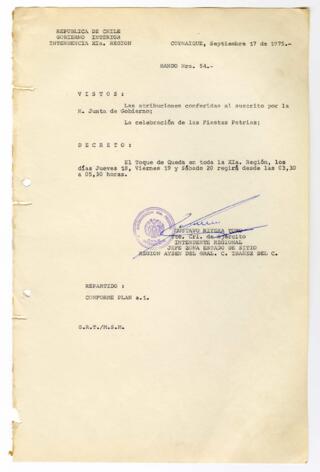 REPUBLICA DE CHILE
GOBIERNO INTERIOR
INTENDENCIA XIa. REGION
COYHAIQUE, Septiembre 17 de 1975.-
BANDO Nro. 54.-
V I S T O S :
Las atribuciones conferidas al suscrito por la
H. Junta de Gobierno;
La celebración de las Fiestas Patrias;
D E C R E T O :
El Toque de Queda en toda la XIa. Región, los
días Jueves 18, Viernes 19 y Sábado 20 regirá desde las 03,30
a 05,30 horas.
GUSTAVO RIVERA TORO
Tte. Crl. de Ejército
INTENDENTE REGIONAL
JEFE ZONA ESTADO DE SITIO
REGION AYSEN DEL GRAL. C. IBAÑEZ DEL C.
REPARTIDO :
CONFORME PLAN a.i.
G.R.T./M.S.M.